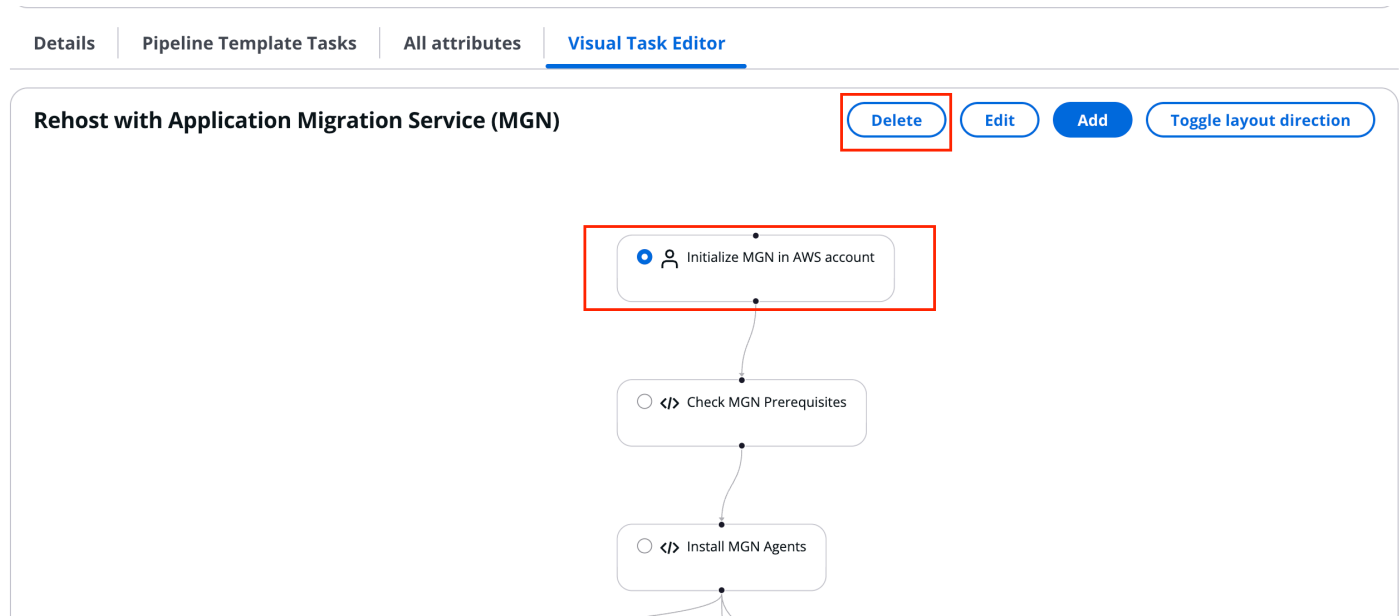 Details Pipeline Template Tasks All attributes Visual Task Editor
Rehost with Application Migration Service (MGN) Delete Edit Add Toggle layout direction
Initialize MGN in AWS account
</> Check MGN Prerequisites
</> Install MGN Agents